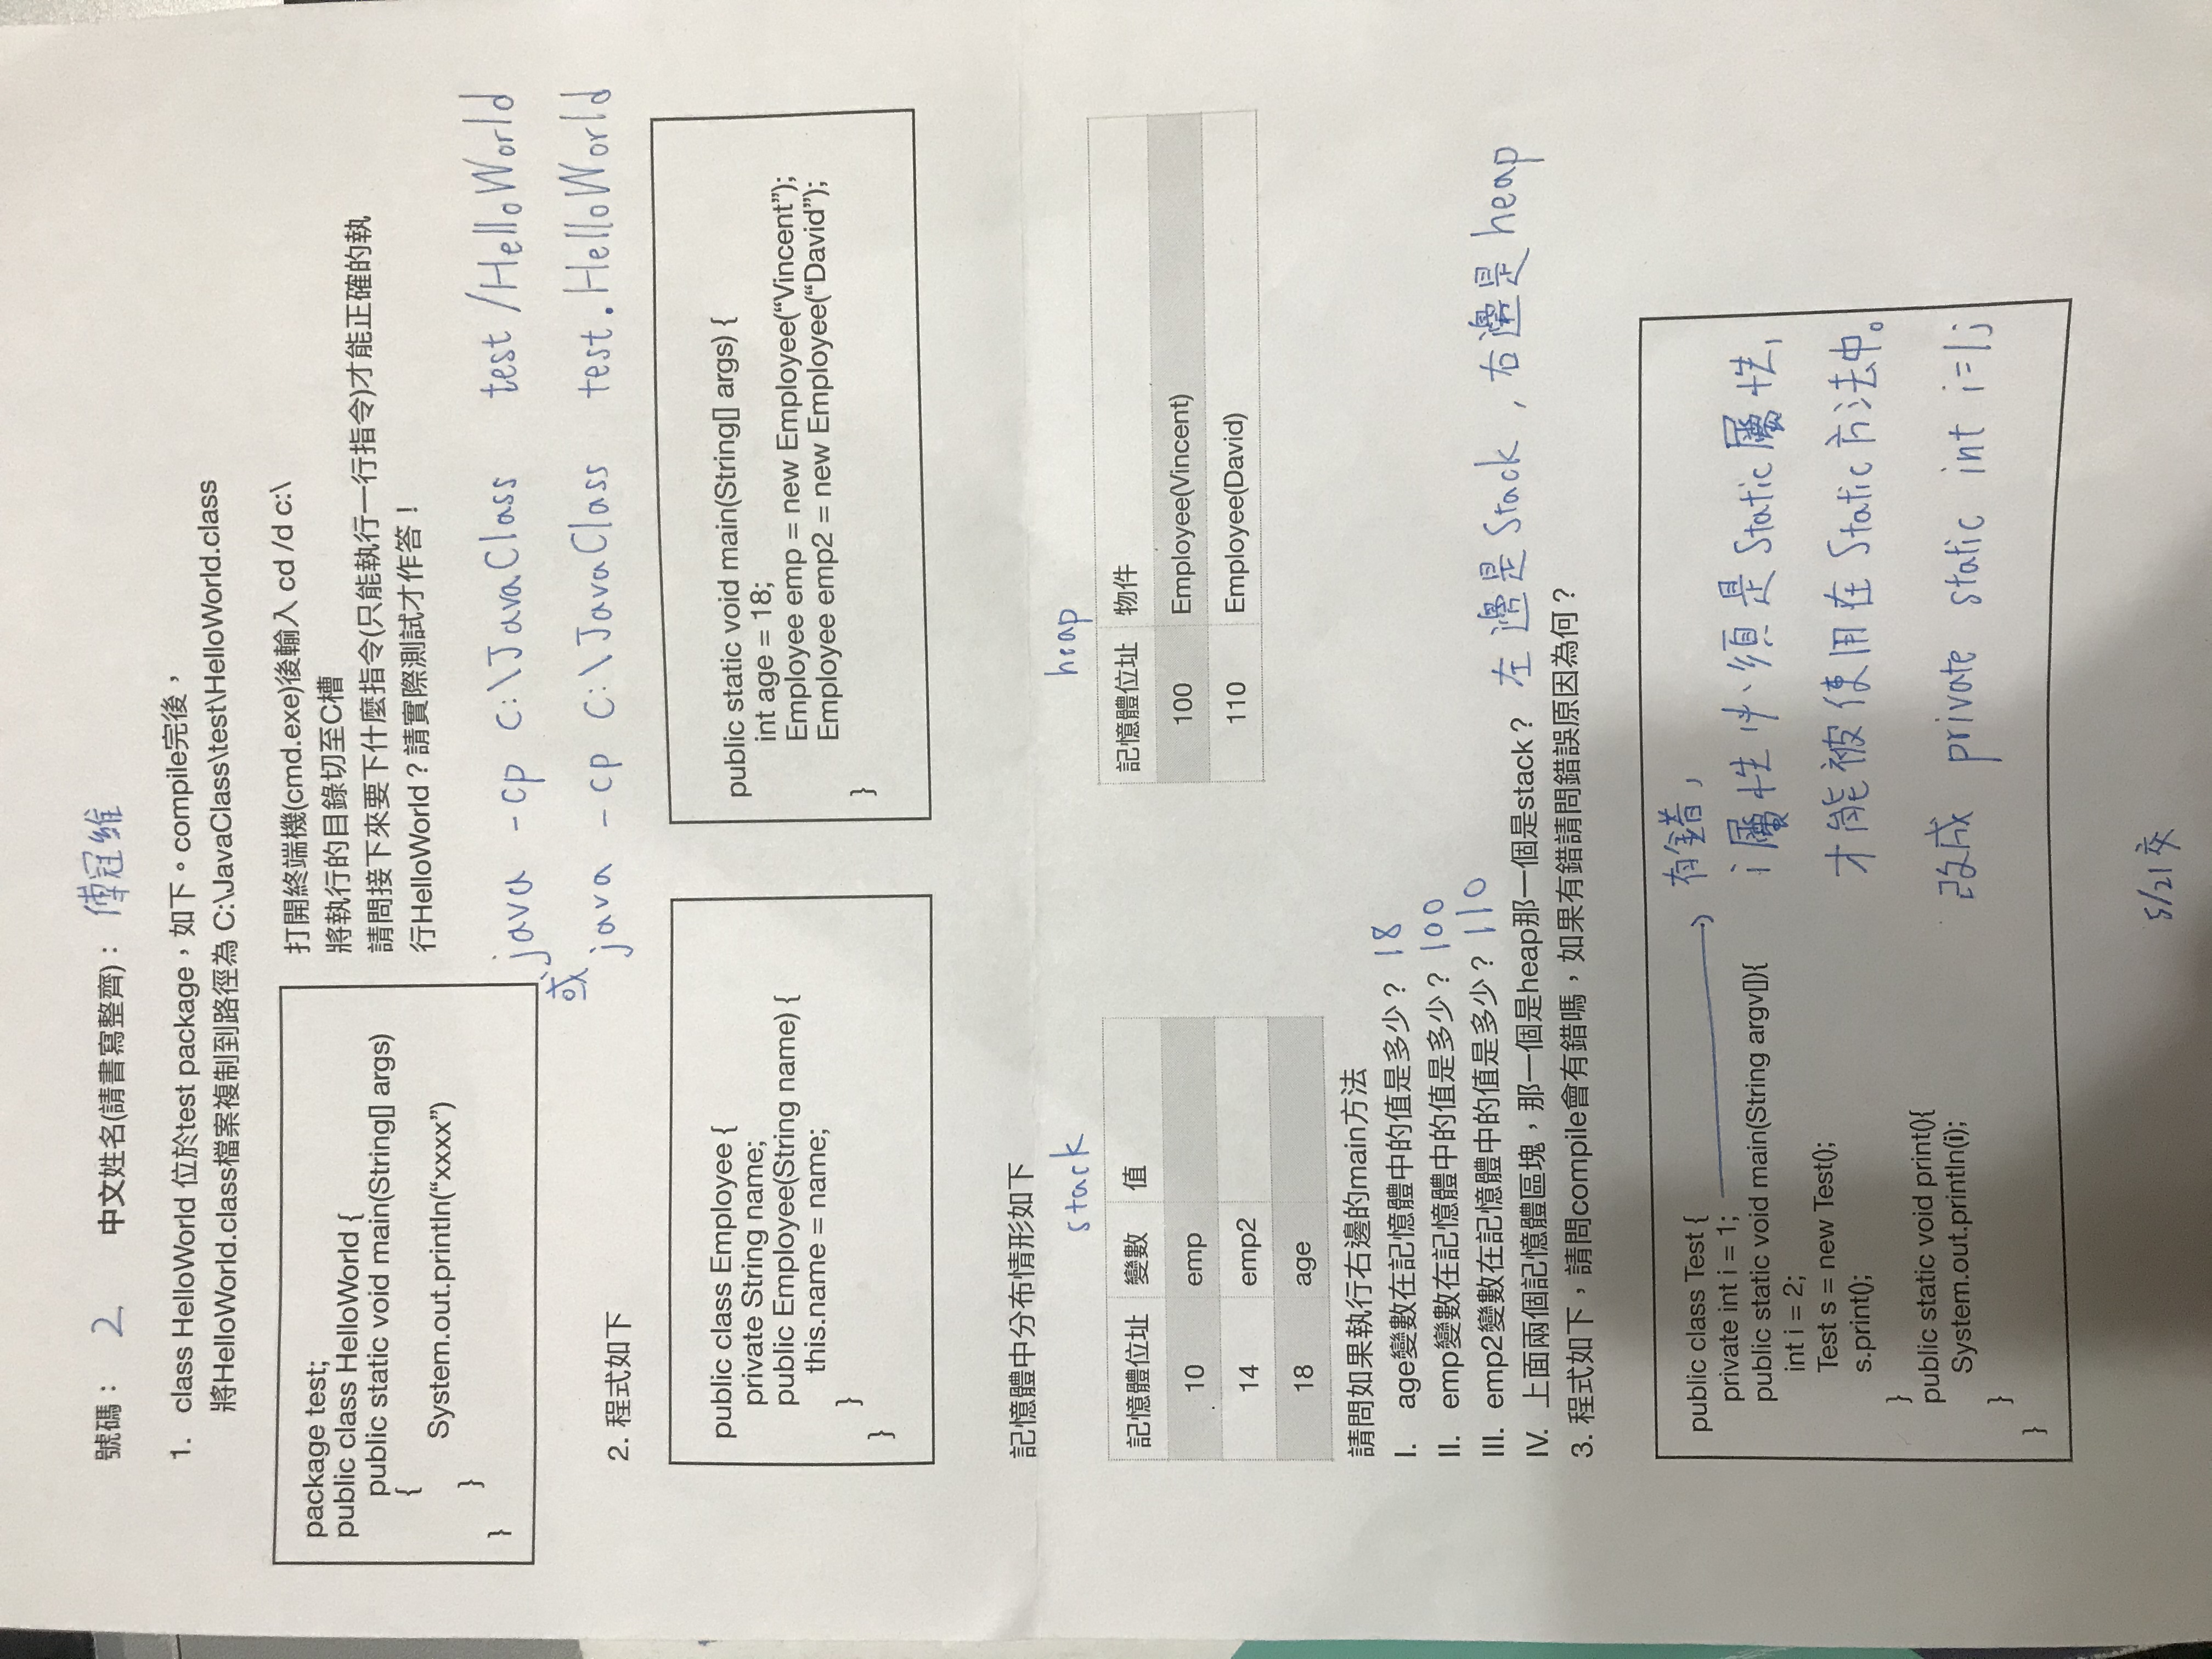 號碼： 2 中文姓名(請書寫整齊)： 傅冠維
1. class HelloWorld 位於test package，如下。compile完後，
將HelloWorld.class檔案複制到路徑為 C:\JavaClass\test\HelloWorld.class
package test;
public class HelloWorld {
public static void main(String[] args)
{
System.out.println(“xxxx”)
}
}
打開終端機(cmd.exe)後輸入 cd /d c:\
將執行的目錄切至C槽
請問接下來要下什麼指令(只能執行一行指令)才能正確的執
行HelloWorld？請實際測試才作答！
java -cp C:\JavaClass test/HelloWorld
或
java -cp C:\JavaClass test.HelloWorld
2. 程式如下
public class Employee {
private String name;
public Employee(String name) {
this.name = name;
}
}
public static void main(String[] args) {
int age = 18;
Employee emp = new Employee(“Vincent”);
Employee emp2 = new Employee(“David”);
}
記憶體中分布情形如下
stack
記憶體位址 變數 值
10 emp
14 emp2
18 age
heap
記憶體位址 物件
100 Employee(Vincent)
110 Employee(David)
請問如果執行右邊的main方法
I. age變數在記憶體中的值是多少？ 18
II. emp變數在記憶體中的值是多少？ 100
III. emp2變數在記憶體中的值是多少？ 110
IV. 上面兩個記憶體區塊，那一個是heap那一個是stack？ 左邊是Stack，右邊是heap
3. 程式如下，請問compile會有錯嗎，如果有錯請問錯誤原因為何？
public class Test {
private int i = 1;
public static void main(String argv[]){
int i = 2;
Test s = new Test();
s.print();
}
public static void print(){
System.out.println(i);
}
}
有錯，
i屬性必須是Static屬性，
才能被使用在Static方法中。
改成 private static int i=1;
5/21交